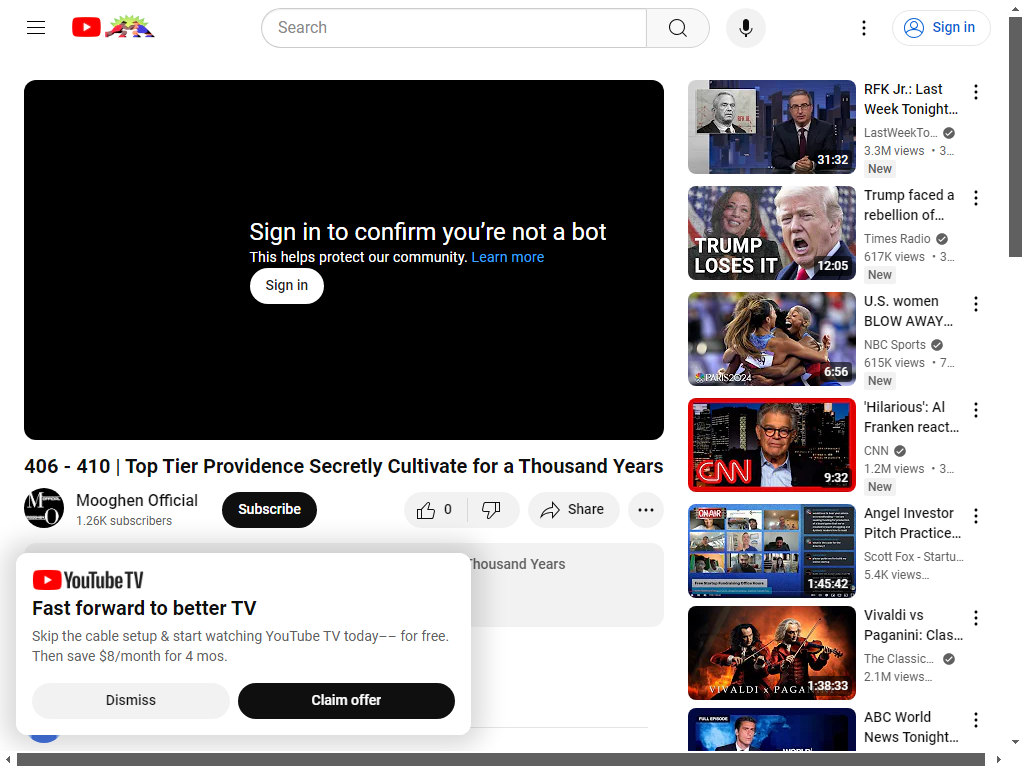 Search
Sign in
Sign in to confirm you’re not a bot
This helps protect our community. Learn more
Sign in
406 - 410 | Top Tier Providence Secretly Cultivate for a Thousand Years
Mooghen Official
1.26K subscribers
Subscribe
0
Share
Thousand Years
YouTube TV
Fast forward to better TV
Skip the cable setup & start watching YouTube TV today–– for free.
Then save $8/month for 4 mos.
Dismiss
Claim offer
31:32
RFK Jr.: Last
Week Tonight...
LastWeekTo...
3.3M views • 3...
New
TRUMP
LOSES IT
12:05
Trump faced a
rebellion of...
Times Radio
617K views • 3...
New
PARIS2024
6:56
U.S. women
BLOW AWAY...
NBC Sports
615K views • 7...
New
CNN
9:32
'Hilarious': Al
Franken react...
CNN
1.2M views • 3...
New
ON AIR
Free Startup Fundraising Office Hours
1:45:42
Angel Investor
Pitch Practice...
Scott Fox - Startu...
5.4K views...
VIVALDI x PAGAN
1:38:33
Vivaldi vs
Paganini: Clas...
The Classic...
2.1M views...
FULL EPISODE
ABC World
News Tonight...